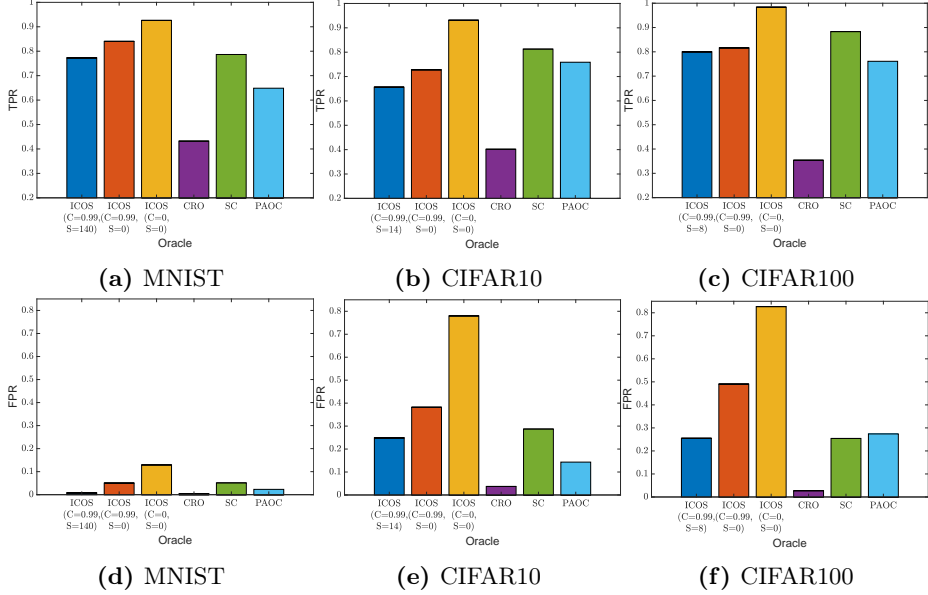 1
0.9
0.8
0.7
0.6
0.5
0.4
0.3
0.2
TPR
ICOS (C=0.99, S=140)
ICOS (C=0.99, S=0)
ICOS (C=0, S=0)
CRO
SC
PAOC
Oracle
(a) MNIST
1
0.9
0.8
0.7
0.6
0.5
0.4
0.3
0.2
TPR
ICOS (C=0.99, S=14)
ICOS (C=0.99, S=0)
ICOS (C=0, S=0)
CRO
SC
PAOC
Oracle
(b) CIFAR10
1
0.9
0.8
0.7
0.6
0.5
0.4
0.3
0.2
TPR
ICOS (C=0.99, S=8)
ICOS (C=0.99, S=0)
ICOS (C=0, S=0)
CRO
SC
PAOC
Oracle
(c) CIFAR100
0.8
0.7
0.6
0.5
0.4
0.3
0.2
0.1
0
FPR
ICOS (C=0.99, S=140)
ICOS (C=0.99, S=0)
ICOS (C=0, S=0)
CRO
SC
PAOC
Oracle
(d) MNIST
0.8
0.7
0.6
0.5
0.4
0.3
0.2
0.1
0
FPR
ICOS (C=0.99, S=14)
ICOS (C=0.99, S=0)
ICOS (C=0, S=0)
CRO
SC
PAOC
Oracle
(e) CIFAR10
0.8
0.7
0.6
0.5
0.4
0.3
0.2
0.1
0
FPR
ICOS (C=0.99, S=8)
ICOS (C=0.99, S=0)
ICOS (C=0, S=0)
CRO
SC
PAOC
Oracle
(f) CIFAR100